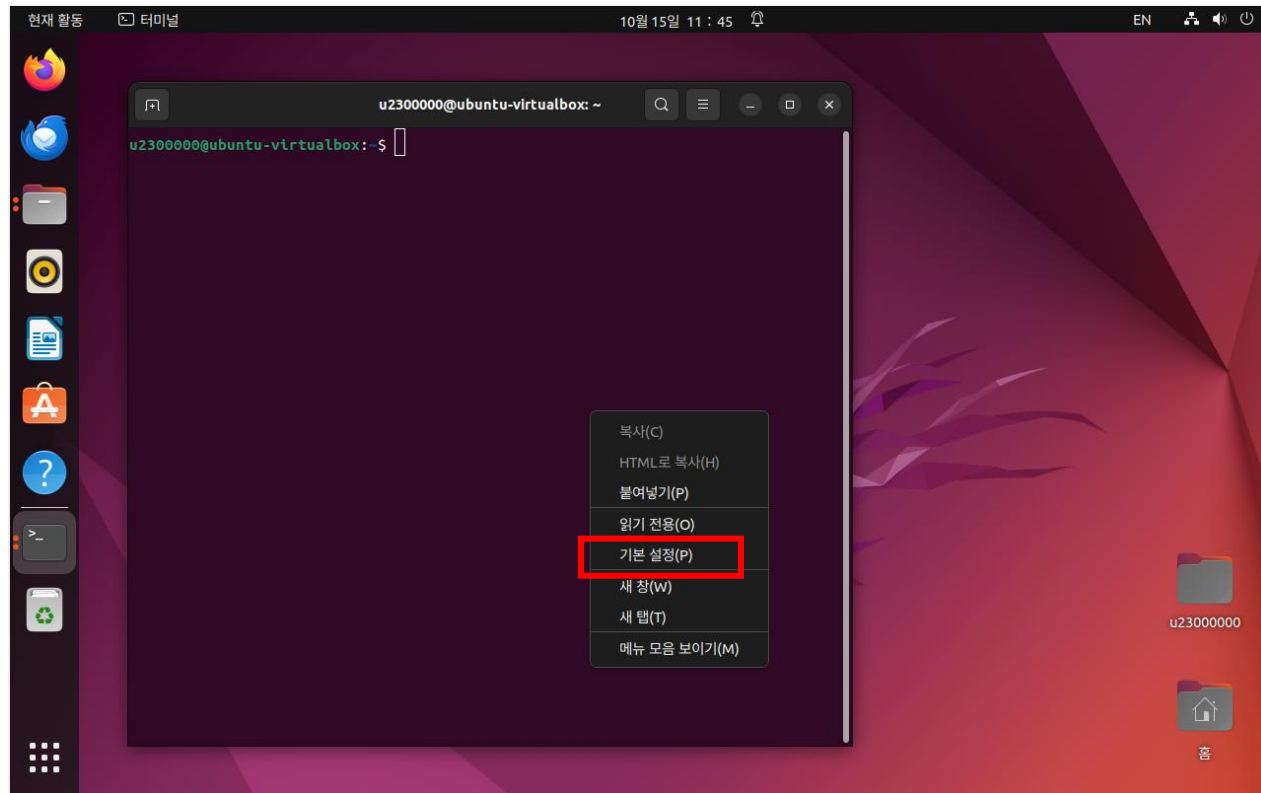 현재 활동 터미널 10월 15일 11 : 45 EN
u2300000@ubuntu-virtualbox: ~
u2300000@ubuntu-virtualbox:~$
복사(C)
HTML로 복사(H)
붙여넣기(P)
읽기 전용(O)
기본 설정(P)
새 창(W)
새 탭(T)
메뉴 모음 보이기(M)
u23000000
홈